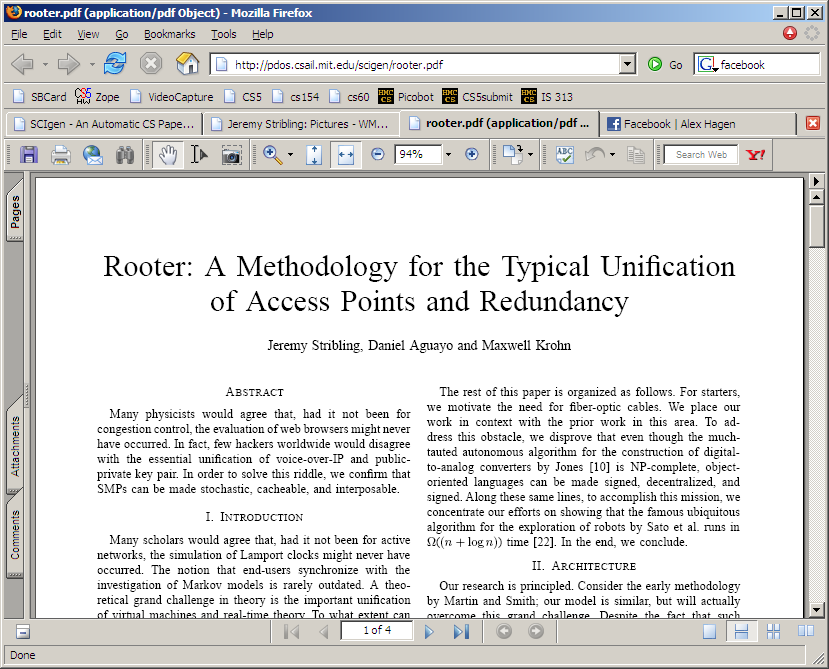 rooter.pdf (application/pdf Object) - Mozilla Firefox
File Edit View Go Bookmarks Tools Help
http://pdos.csail.mit.edu/scigen/rooter.pdf Go G facebook
SBCard HMC CS5 HW Zope VideoCapture CS5 cs154 cs60 HMC CS Picobot HMC CS CS5submit HMC CS IS 313
SCIgen - An Automatic CS Pape... Jeremy Stribling: Pictures - WM... rooter.pdf (application/pdf ... Facebook | Alex Hagen
94% ABC Search Web Y!
Pages
Attachments
Comments
Rooter: A Methodology for the Typical Unification
of Access Points and Redundancy
Jeremy Stribling, Daniel Aguayo and Maxwell Krohn
ABSTRACT
Many physicists would agree that, had it not been for
congestion control, the evaluation of web browsers might never
have occurred. In fact, few hackers worldwide would disagree
with the essential unification of voice-over-IP and public-
private key pair. In order to solve this riddle, we confirm that
SMPs can be made stochastic, cacheable, and interposable.
I. INTRODUCTION
Many scholars would agree that, had it not been for active
networks, the simulation of Lamport clocks might never have
occurred. The notion that end-users synchronize with the
investigation of Markov models is rarely outdated. A theo-
retical grand challenge in theory is the important unification
of virtual machines and real-time theory. To what extent can
The rest of this paper is organized as follows. For starters,
we motivate the need for fiber-optic cables. We place our
work in context with the prior work in this area. To ad-
dress this obstacle, we disprove that even though the much-
tauted autonomous algorithm for the construction of digital-
to-analog converters by Jones [10] is NP-complete, object-
oriented languages can be made signed, decentralized, and
signed. Along these same lines, to accomplish this mission, we
concentrate our efforts on showing that the famous ubiquitous
algorithm for the exploration of robots by Sato et al. runs in
Ω((n + log n)) time [22]. In the end, we conclude.
II. ARCHITECTURE
Our research is principled. Consider the early methodology
by Martin and Smith; our model is similar, but will actually
overcome this grand challenge. Despite the fact that such
1 of 4
Done